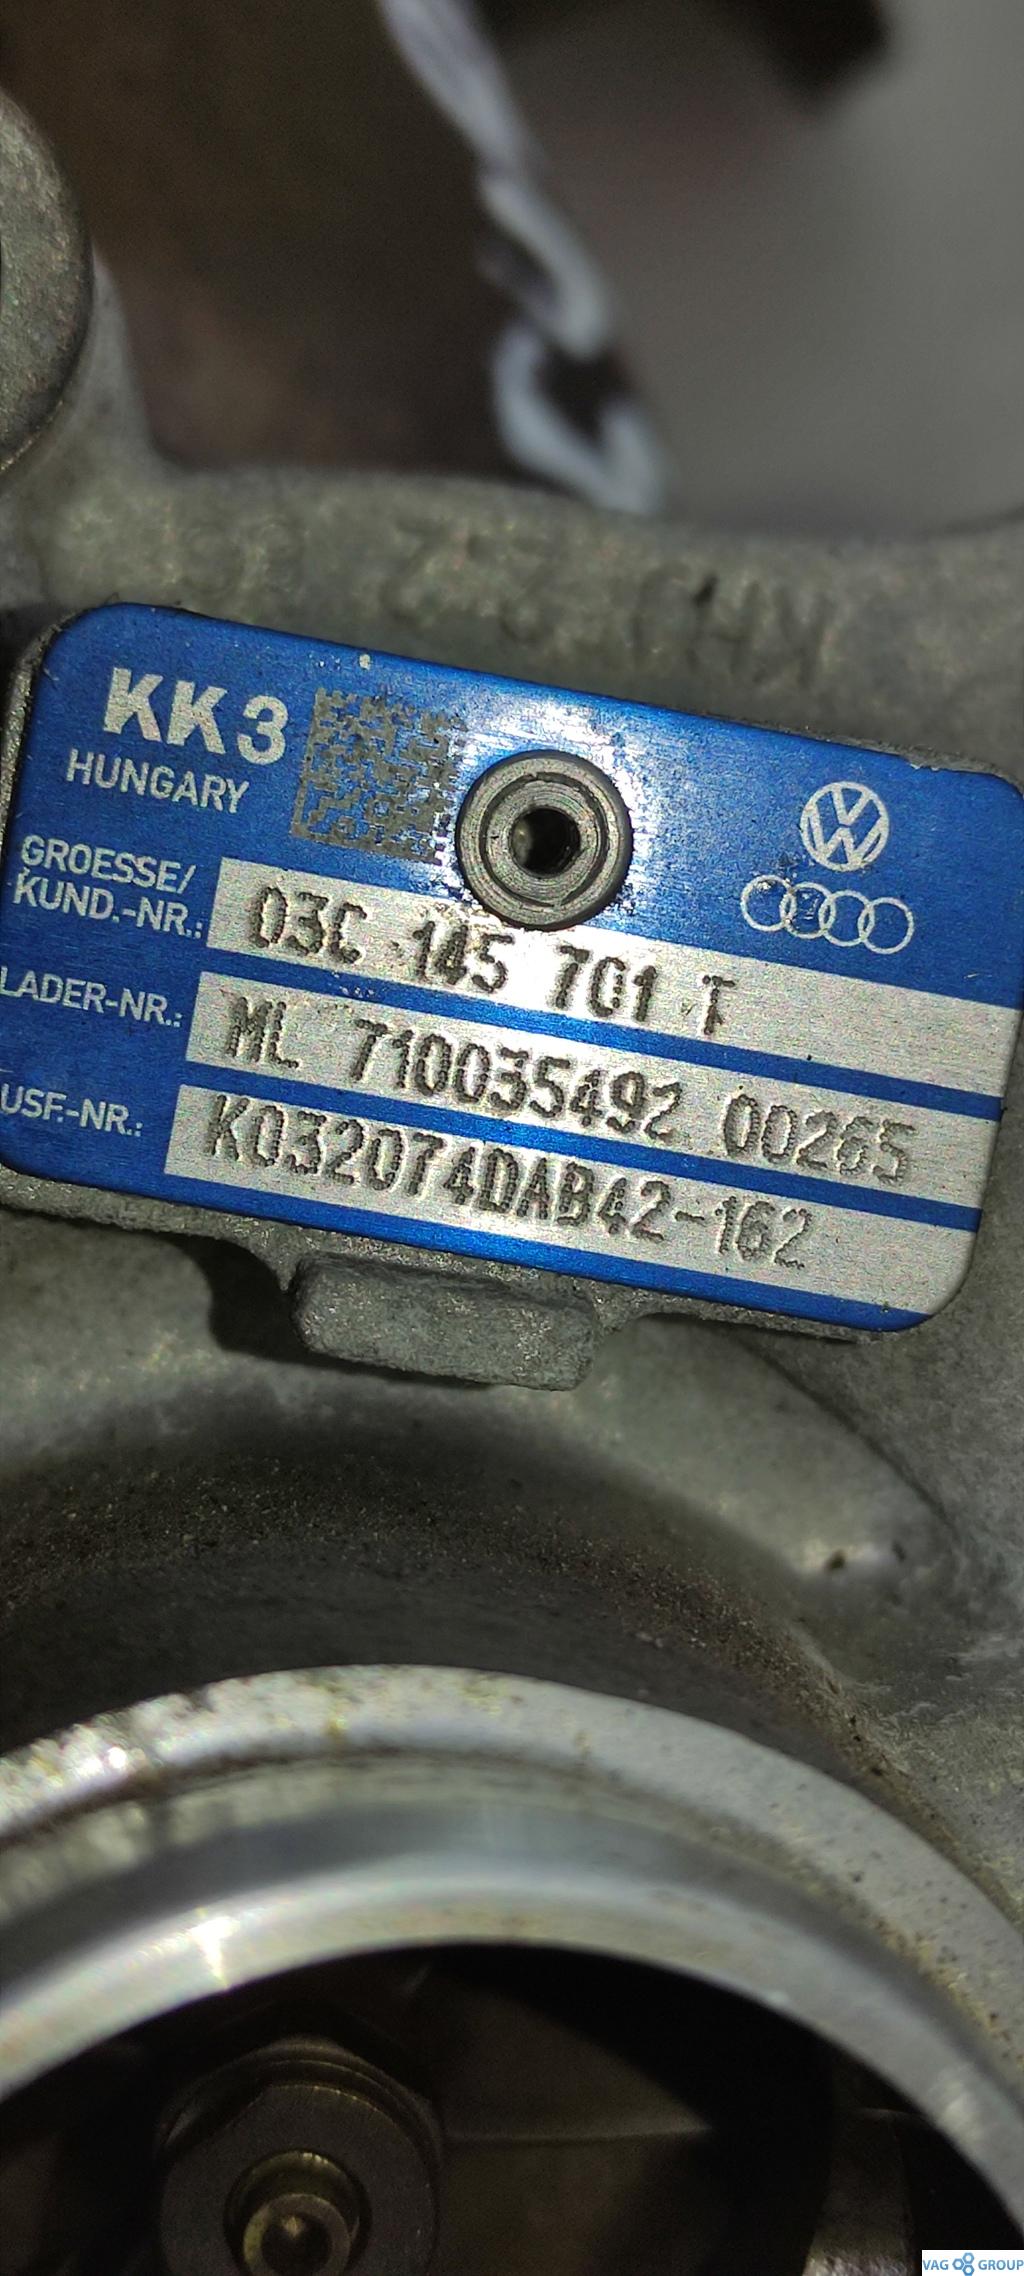 KK3
HUNGARY
GROESSE/
KUND.-NR.: 03C 145 701 T
LADER-NR.: ML 710035492 00265
USF.-NR.: K032074DAB42-162
VAG GROUP